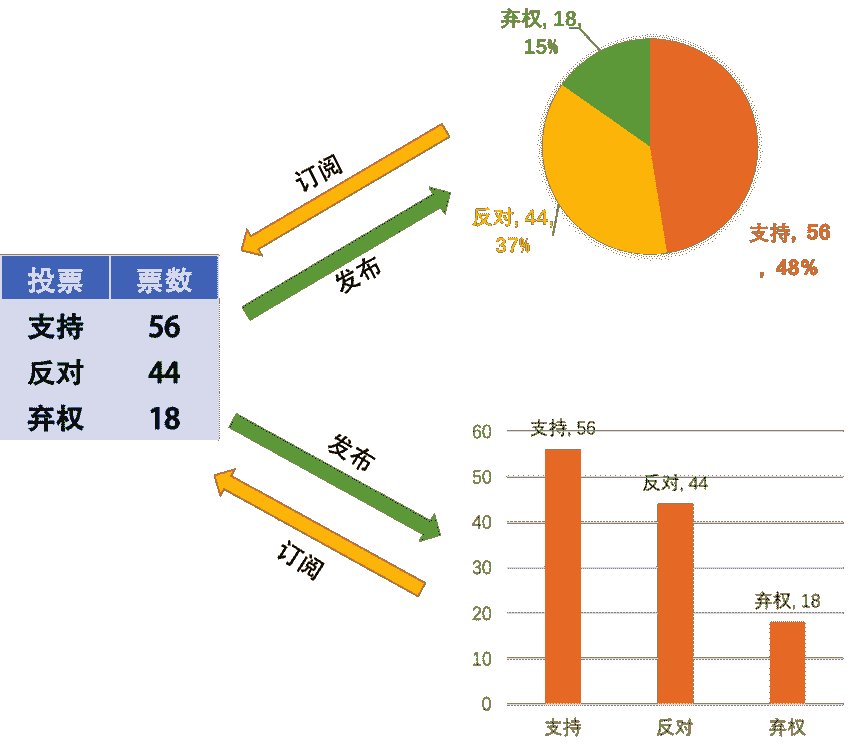 弃权, 18,
15%
订阅
发布
反对, 44,
37%
支持, 56
, 48%
投票 票数
支持 56
反对 44
弃权 18
发布
订阅
60
50
40
30
20
10
0
支持, 56
反对, 44
弃权, 18
支持 反对 弃权